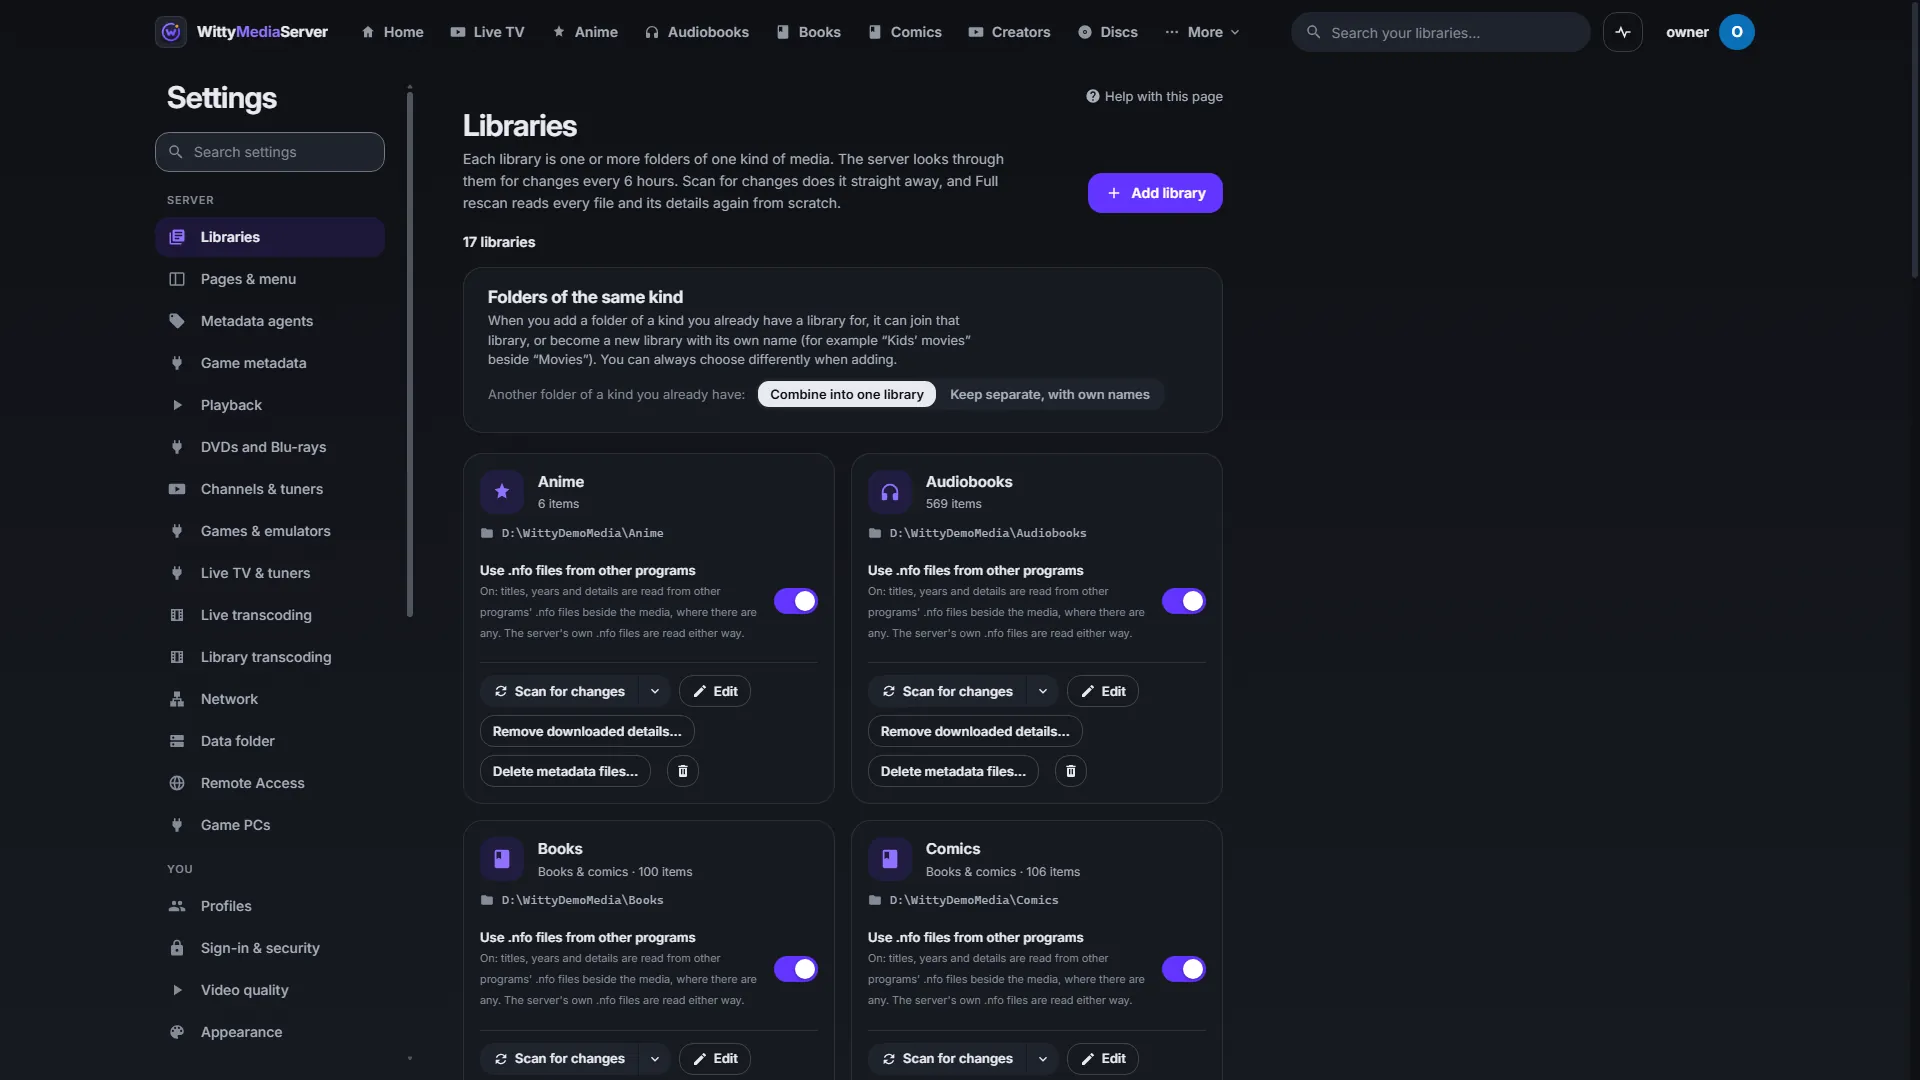 WittyMediaServer
Home
Live TV
Anime
Audiobooks
Books
Comics
Creators
Discs
More
Search your libraries...
owner
O
Settings
Search settings
SERVER
Libraries
Pages & menu
Metadata agents
Game metadata
Playback
DVDs and Blu-rays
Channels & tuners
Games & emulators
Live TV & tuners
Live transcoding
Library transcoding
Network
Data folder
Remote Access
Game PCs
YOU
Profiles
Sign-in & security
Video quality
Appearance
Help with this page
Libraries
Each library is one or more folders of one kind of media. The server looks through
them for changes every 6 hours. Scan for changes does it straight away, and Full
rescan reads every file and its details again from scratch.
Add library
17 libraries
Folders of the same kind
When you add a folder of a kind you already have a library for, it can join that
library, or become a new library with its own name (for example “Kids’ movies”
beside “Movies”). You can always choose differently when adding.
Another folder of a kind you already have:
Combine into one library
Keep separate, with own names
Anime
6 items
D:\WittyDemoMedia\Anime
Use .nfo files from other programs
On: titles, years and details are read from other
programs' .nfo files beside the media, where there are
any. The server's own .nfo files are read either way.
Scan for changes
Edit
Remove downloaded details...
Delete metadata files...
Audiobooks
569 items
D:\WittyDemoMedia\Audiobooks
Use .nfo files from other programs
On: titles, years and details are read from other
programs' .nfo files beside the media, where there are
any. The server's own .nfo files are read either way.
Scan for changes
Edit
Remove downloaded details...
Delete metadata files...
Books
Books & comics · 100 items
D:\WittyDemoMedia\Books
Use .nfo files from other programs
On: titles, years and details are read from other
programs' .nfo files beside the media, where there are
any. The server's own .nfo files are read either way.
Scan for changes
Edit
Comics
Books & comics · 106 items
D:\WittyDemoMedia\Comics
Use .nfo files from other programs
On: titles, years and details are read from other
programs' .nfo files beside the media, where there are
any. The server's own .nfo files are read either way.
Scan for changes
Edit